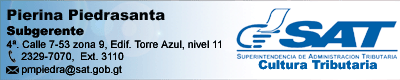 Pierina Piedrasanta
Subgerente
4ª. Calle 7-53 zona 9, Edif. Torre Azul, nivel 11
2329-7070, Ext. 3110
pmpiedra@sat.gob.gt
SAT
SUPERINTENDENCIA DE ADMINISTRACION TRIBUTARIA
Cultura Tributaria